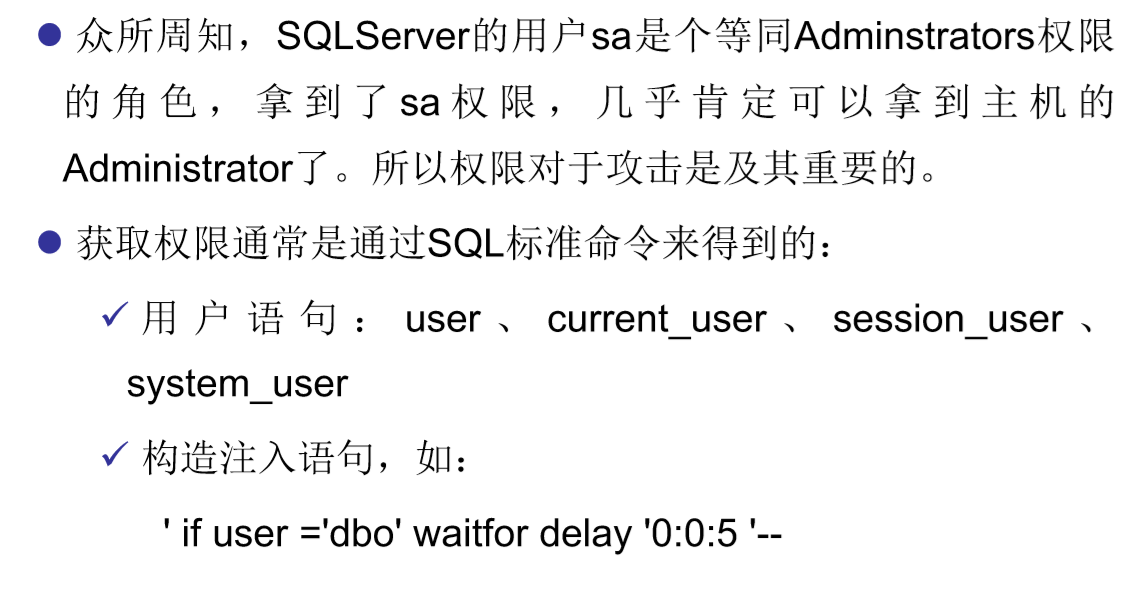 众所周知，SQLServer的用户sa是个等同Adminstrators权限
的角色，拿到了sa权限，几乎肯定可以拿到主机的
Administrator了。所以权限对于攻击是及其重要的。
获取权限通常是通过SQL标准命令来得到的：
用户语句：user、current_user、session_user、
system_user
构造注入语句，如：
' if user ='dbo' waitfor delay '0:0:5 '--